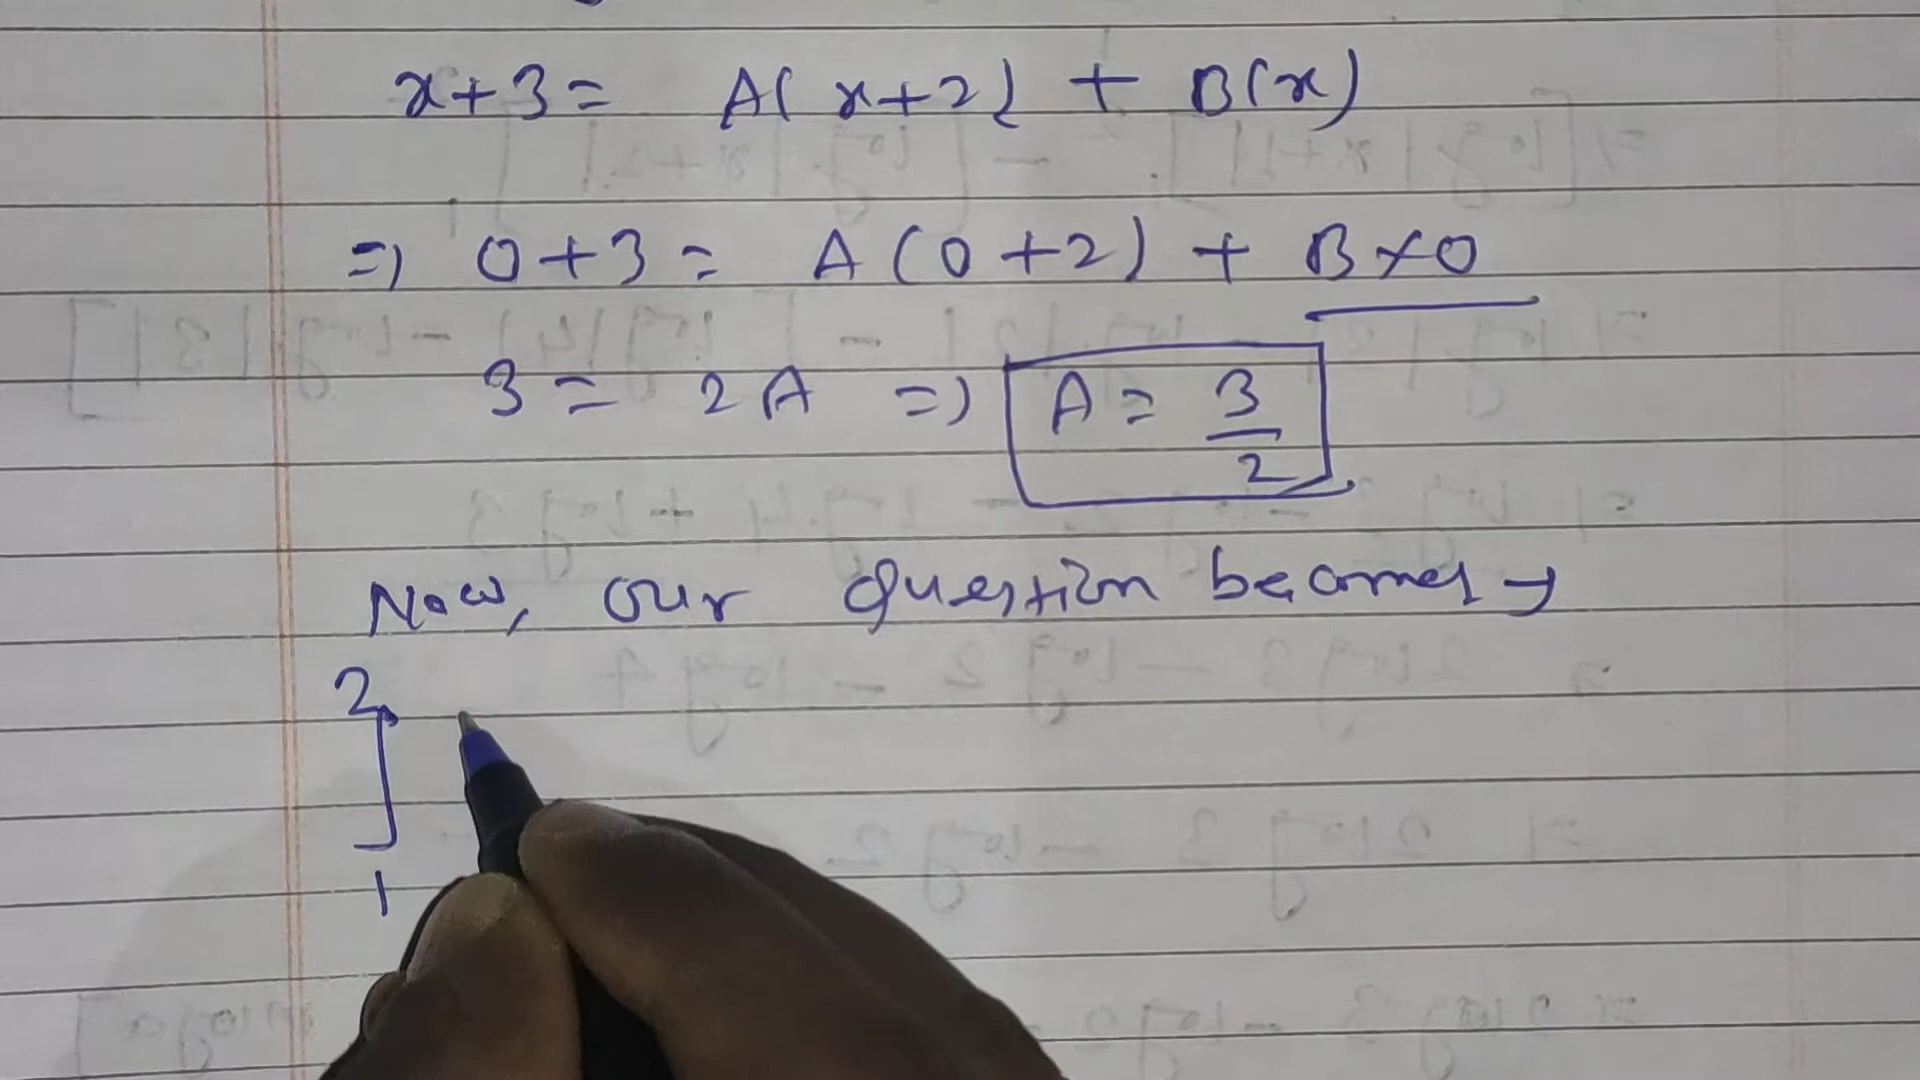 x+3 = A(x+2) + B(x)
=> 0+3 = A(0+2) + B×0
3 = 2A => A = 3/2
Now, our question becomes →
2
∫
1